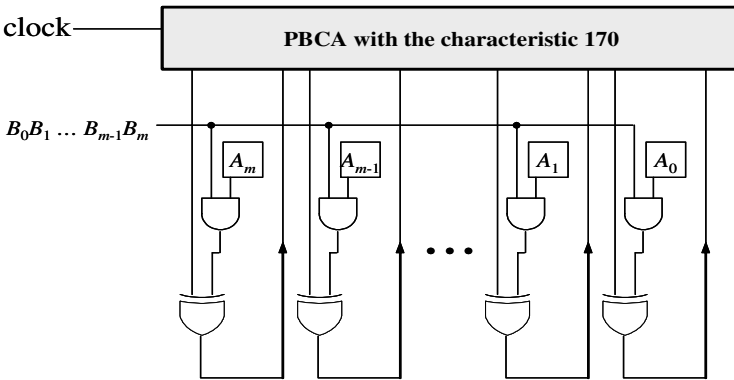 clock
PBCA with the characteristic 170
B₀B₁ … Bₘ₋₁Bₘ
Aₘ
Aₘ₋₁
A₁
A₀
• • •